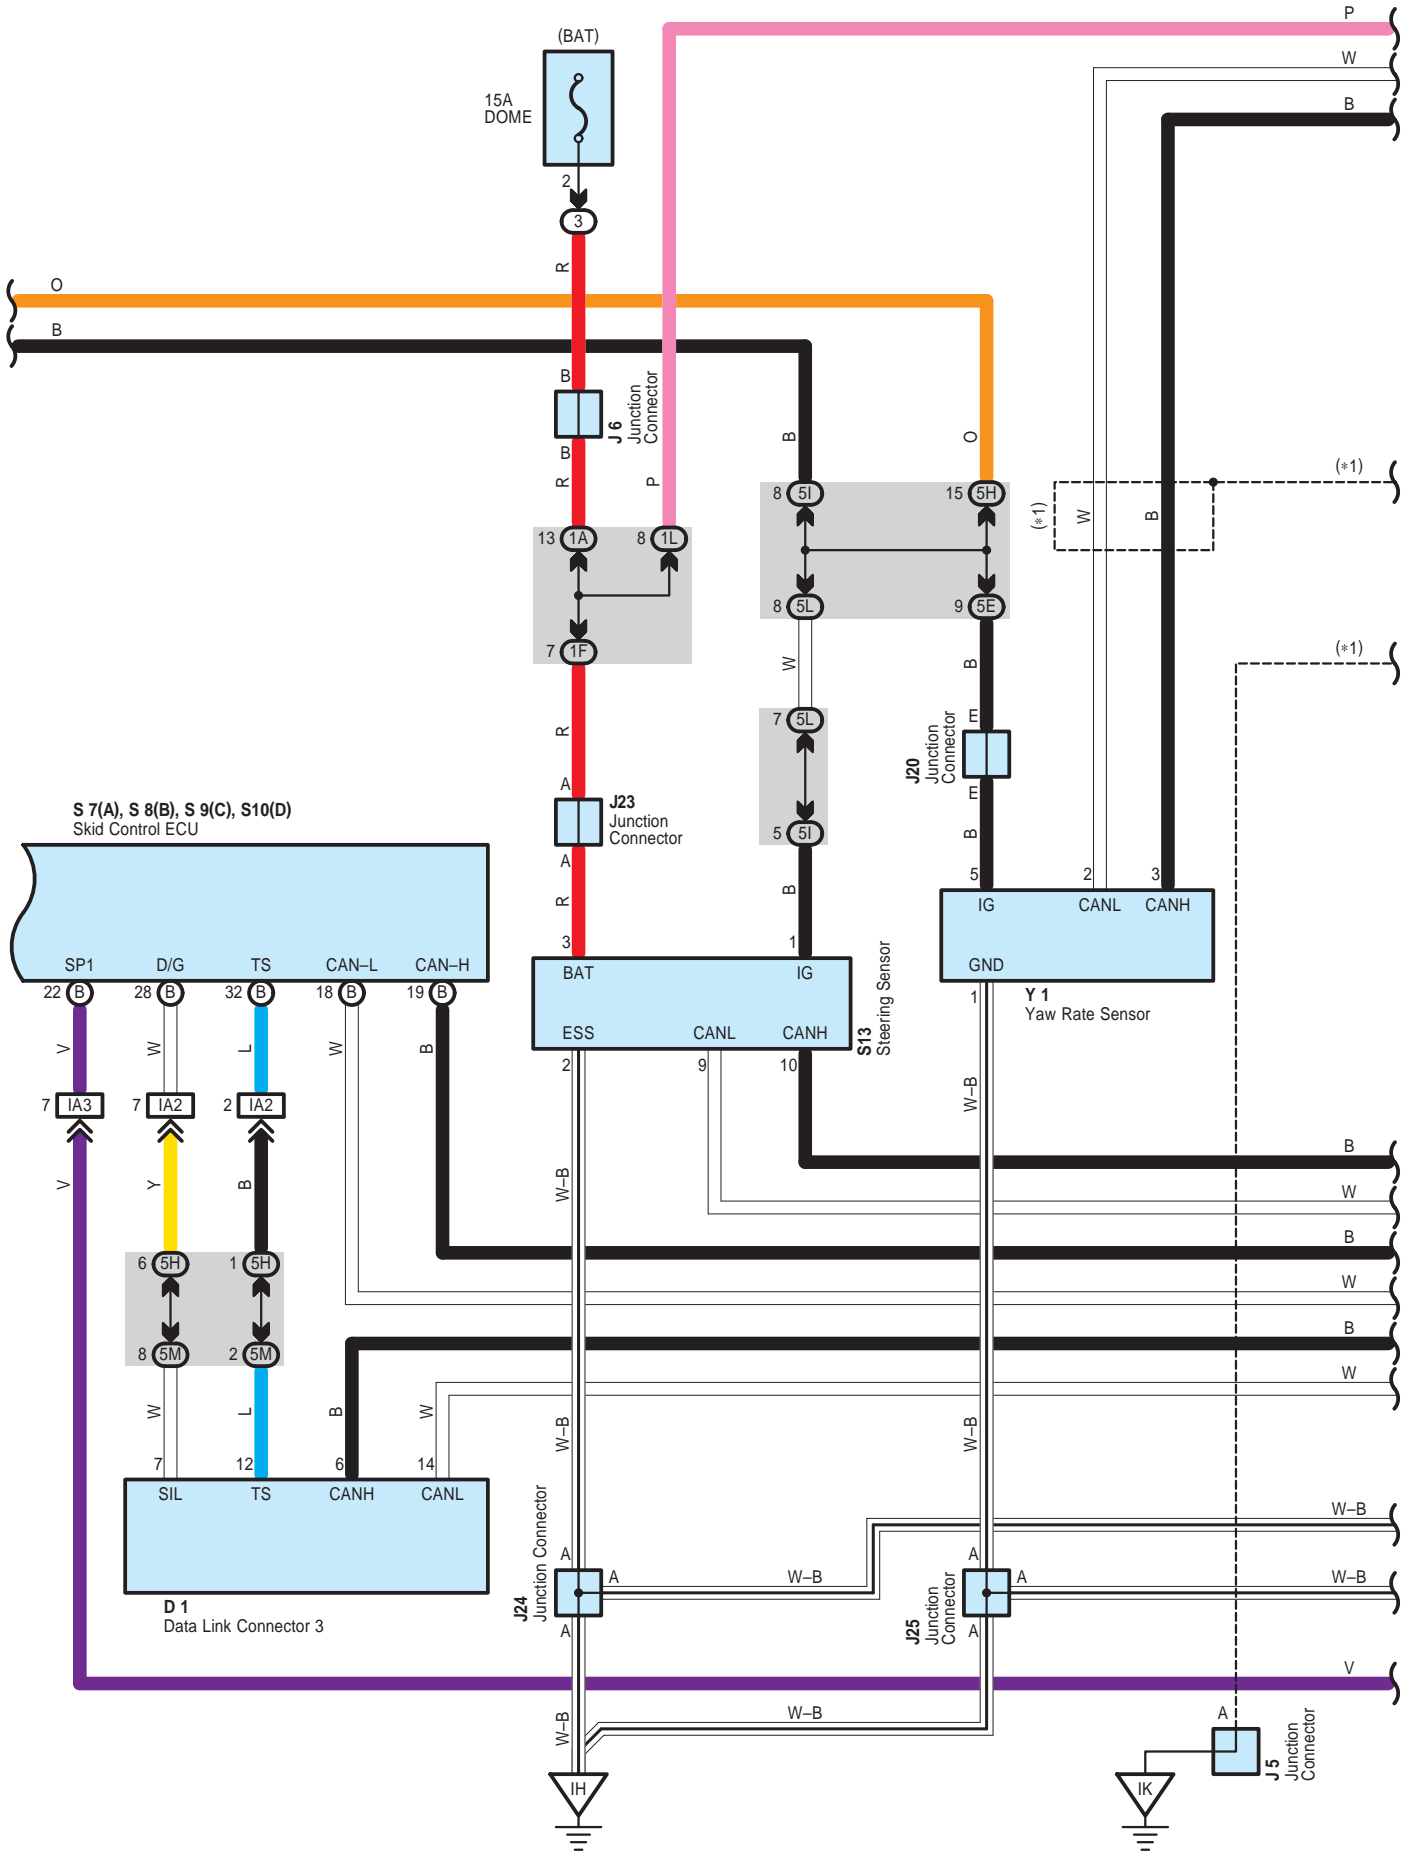 P
(BAT)
W
15A
DOME
B
2
3
R
O
B
B
J 6
Junction
Connector
B
R
P
B
O
(*1)
8 5I
15 5H
(*1)
W
B
13 1A
8 1L
8 5L
9 5E
7 1F
W
B
(*1)
R
7 5L
E
J20
Junction
Connector
A
E
J23
Junction
Connector
S 7(A), S 8(B), S 9(C), S10(D)
Skid Control ECU
5 5I
B
A
R
B
5
2
3
IG
CANL
CANH
3
1
SP1
D/G
TS
CAN–L
CAN–H
BAT
IG
GND
22 B
28 B
32 B
18 B
19 B
S13
Steering Sensor
1
Y 1
Yaw Rate Sensor
ESS
CANL
CANH
V
W
L
W
B
2
9
10
W–B
7 IA3
7 IA2
2 IA2
B
V
Y
B
W–B
W
B
6 5H
1 5H
W
B
8 5M
2 5M
W
W
L
B
W
W–B
W–B
7
12
6
14
SIL
TS
CANH
CANL
J24
Junction Connector
W–B
A
A
A
W–B
A
W–B
D 1
Data Link Connector 3
A
J25
Junction
Connector
A
V
W–B
W–B
A
J 5
Junction
Connector
IH
IK